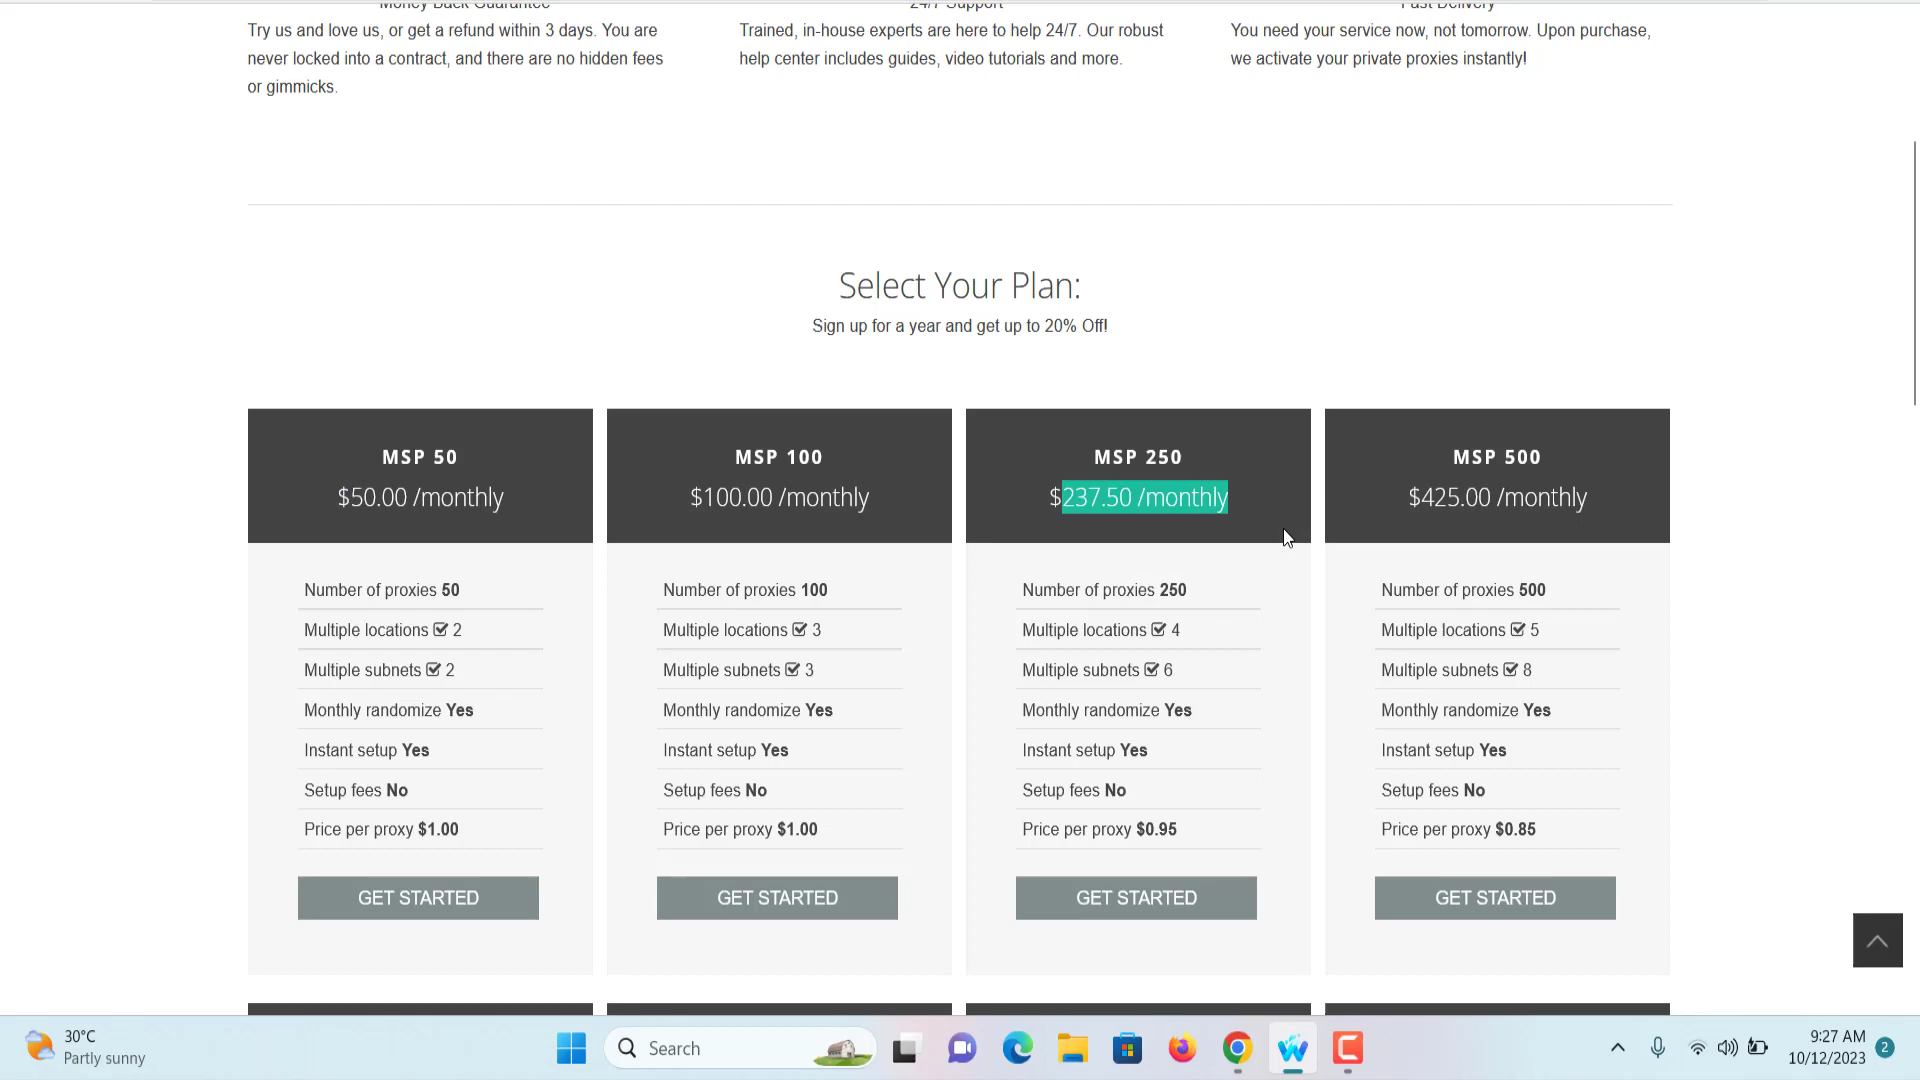 Money Back Guarantee
24/7 Support
Fast Delivery
Try us and love us, or get a refund within 3 days. You are
never locked into a contract, and there are no hidden fees
or gimmicks.
Trained, in-house experts are here to help 24/7. Our robust
help center includes guides, video tutorials and more.
You need your service now, not tomorrow. Upon purchase,
we activate your private proxies instantly!
Select Your Plan:
Sign up for a year and get up to 20% Off!
MSP 50
$50.00 /monthly
Number of proxies 50
Multiple locations 2
Multiple subnets 2
Monthly randomize Yes
Instant setup Yes
Setup fees No
Price per proxy $1.00
GET STARTED
MSP 100
$100.00 /monthly
Number of proxies 100
Multiple locations 3
Multiple subnets 3
Monthly randomize Yes
Instant setup Yes
Setup fees No
Price per proxy $1.00
GET STARTED
MSP 250
$237.50 /monthly
Number of proxies 250
Multiple locations 4
Multiple subnets 6
Monthly randomize Yes
Instant setup Yes
Setup fees No
Price per proxy $0.95
GET STARTED
MSP 500
$425.00 /monthly
Number of proxies 500
Multiple locations 5
Multiple subnets 8
Monthly randomize Yes
Instant setup Yes
Setup fees No
Price per proxy $0.85
GET STARTED
30°C
Partly sunny
Search
9:27 AM
10/12/2023
2